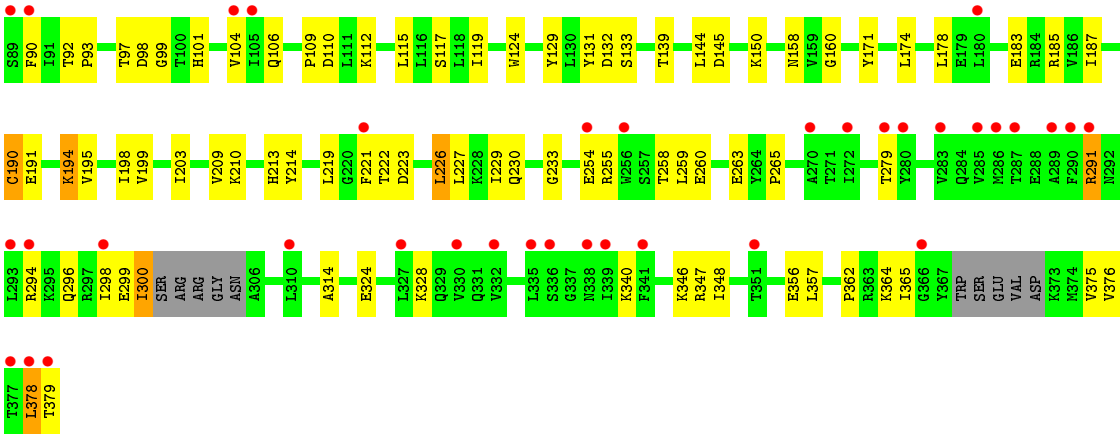 S89 F90 I91 T92 P93 T97 D98 G99 T100 H101 V104 I105 Q106 P109 D110 L111 K112 L115 L116 S117 L118 I119 W124 Y129 L130 Y131 D132 S133 T139 L144 D145 K150 N158 V159 G160 Y171 L174 L178 E179 L180 E183 R184 R185 V186 I187
C190 E191 K194 V195 I198 V199 I203 V209 K210 H213 Y214 L219 G220 F221 T222 D223 L226 L227 K228 I229 Q230 G233 E254 R255 W256 S257 T258 L259 E260 E263 Y264 P265 A270 T271 I272 T279 Y280 V283 Q284 V285 M286 T287 E288 A289 F290 R291 N292
L293 R294 K295 Q296 R297 I298 E299 I300 SER ARG ARG GLY ASN A306 L310 A314 E324 L327 K328 Q329 V330 Q331 V332 L335 S336 G337 N338 I339 K340 F341 K346 R347 I348 T351 E356 L357 P362 R363 K364 I365 G366 Y367 TRP SER GLU VAL ASP K373 M374 V375 V376
T377 L378 T379